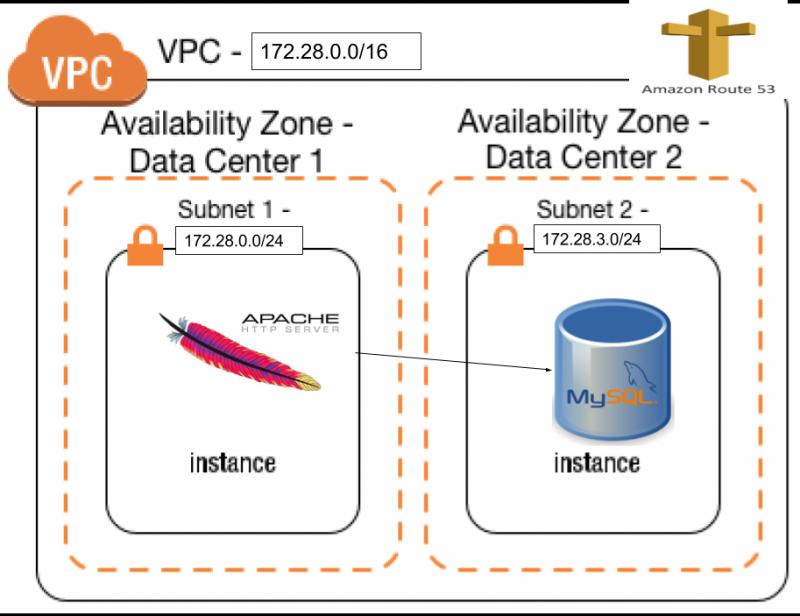 VPC
VPC - 172.28.0.0/16
Amazon Route 53
Availability Zone -
Data Center 1
Availability Zone -
Data Center 2
Subnet 1 -
172.28.0.0/24
Subnet 2 -
172.28.3.0/24
APACHE
HTTP SERVER
MySQL
instance
instance